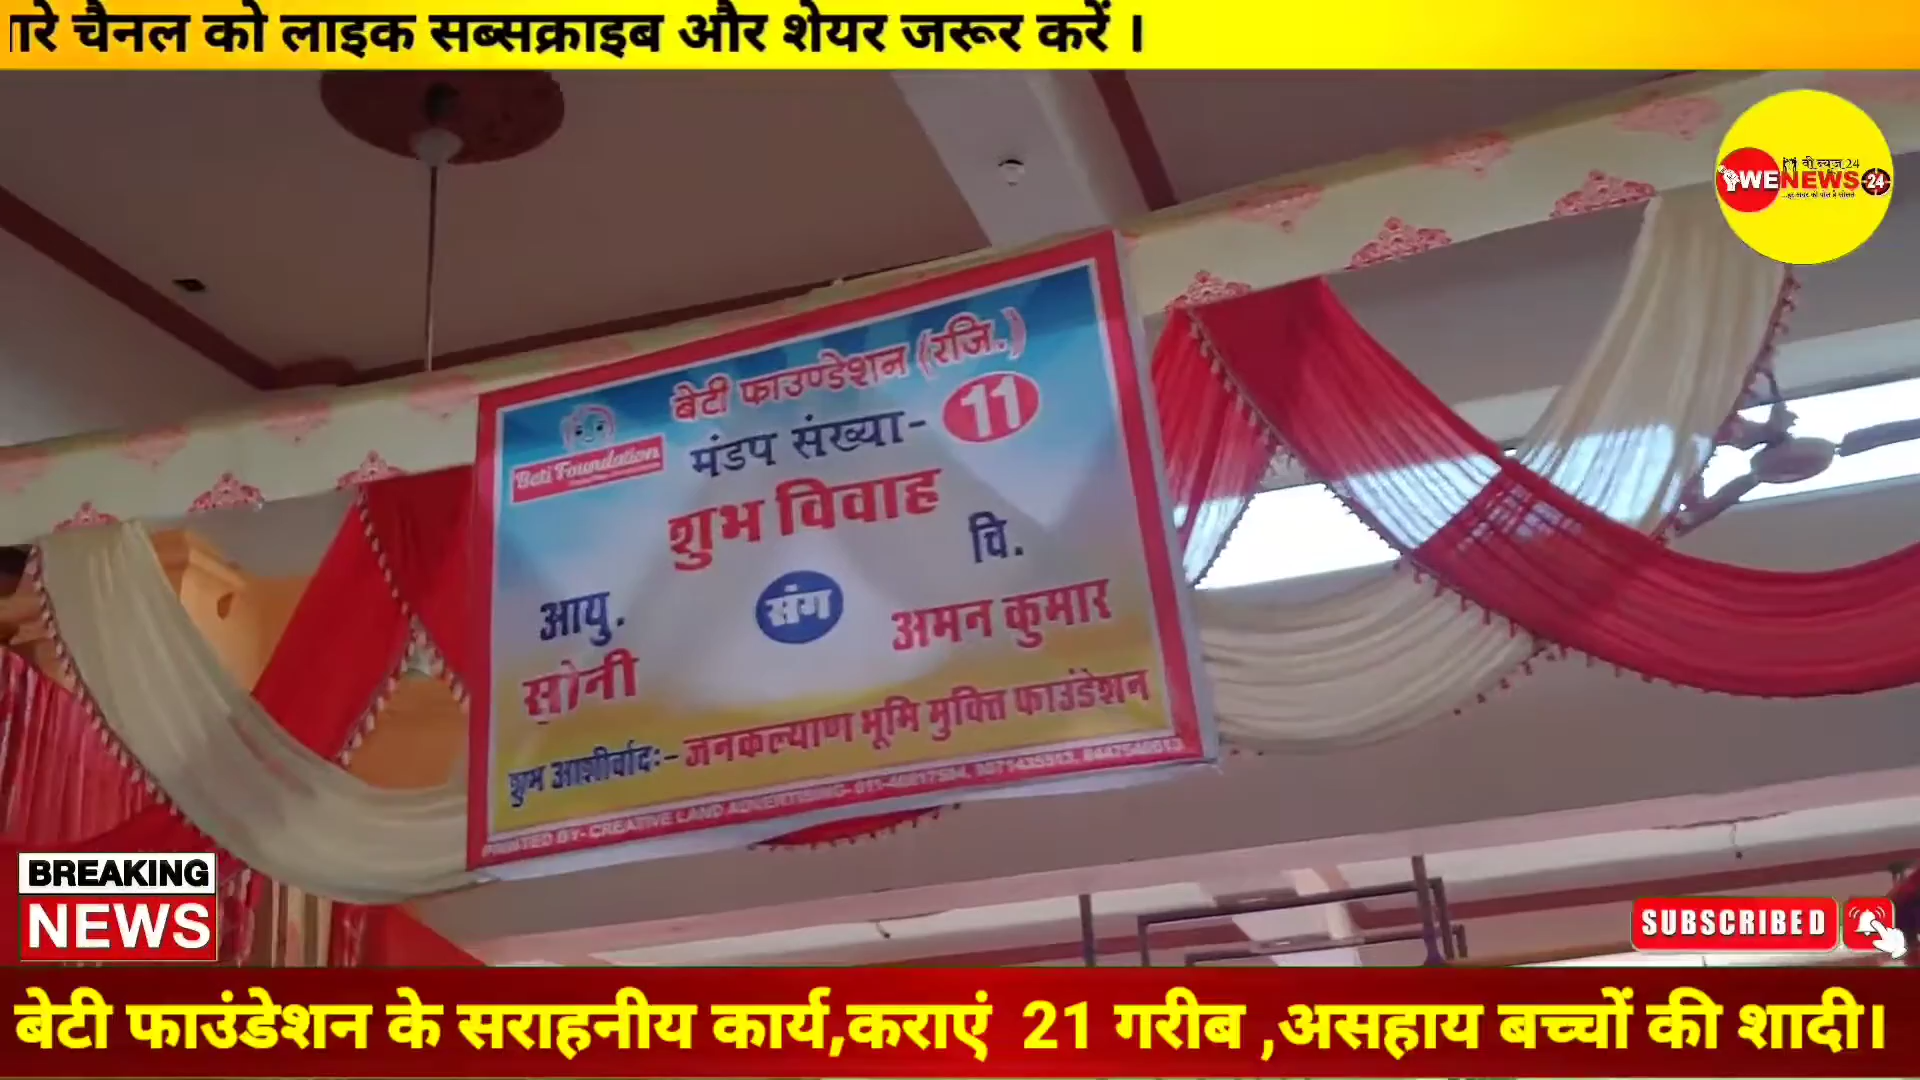 ारे चैनल को लाइक सब्सक्राइब और शेयर जरूर करें ।
वी न्यूज 24
WENEWS 24
बेटी फाउण्डेशन (रजि.)
Beti Foundation
मंडप संख्या- 11
शुभ विवाह
आयु. चि.
संग
सोनी अमन कुमार
शुभ आशीर्वाद:- जनकल्याण भूमि मुक्ति फाउंडेशन
PRINTED BY- CREATIVE LAND ADVERTISING-
BREAKING
NEWS
SUBSCRIBED
बेटी फाउंडेशन के सराहनीय कार्य,कराएं 21 गरीब ,असहाय बच्चों की शादी।